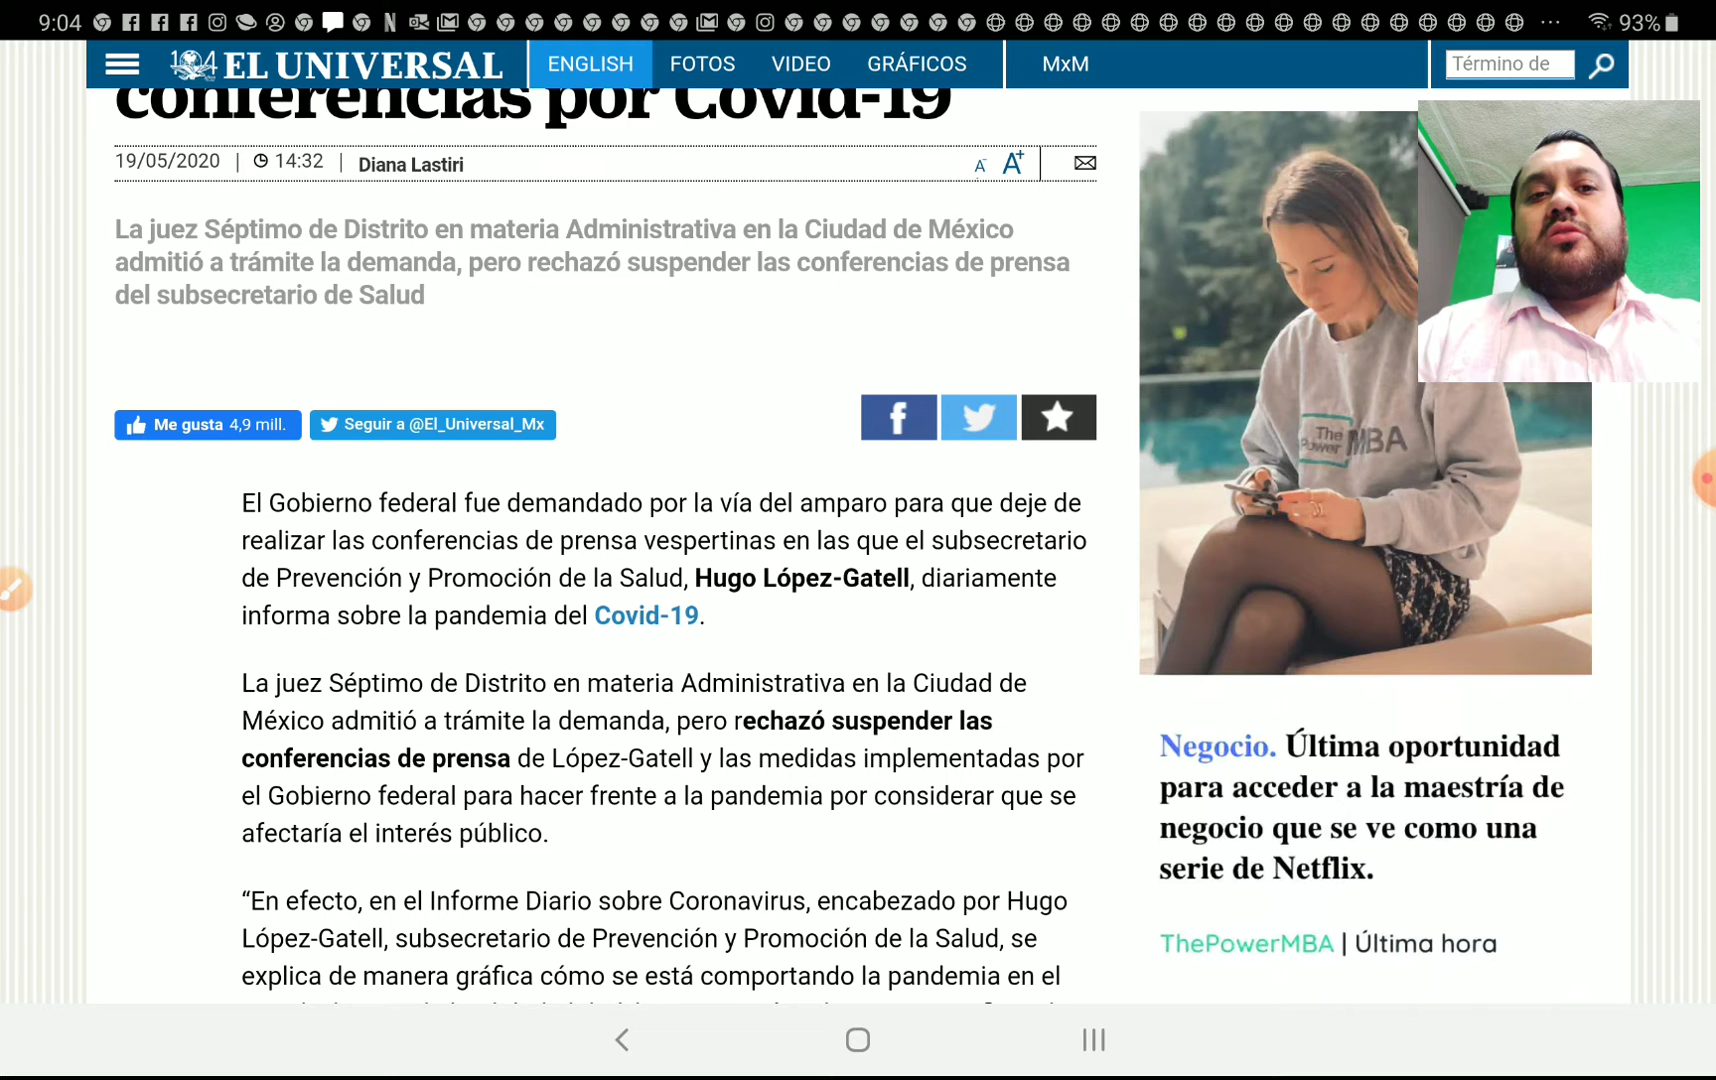 9:04
93%
104 EL UNIVERSAL
ENGLISH
FOTOS
VIDEO
GRÁFICOS
MxM
Término de
conferencias por Covid-19
19/05/2020 | 14:32 | Diana Lastiri
A- A+
La juez Séptimo de Distrito en materia Administrativa en la Ciudad de México
admitió a trámite la demanda, pero rechazó suspender las conferencias de prensa
del subsecretario de Salud
Me gusta 4,9 mill.
Seguir a @El_Universal_Mx
El Gobierno federal fue demandado por la vía del amparo para que deje de
realizar las conferencias de prensa vespertinas en las que el subsecretario
de Prevención y Promoción de la Salud, Hugo López-Gatell, diariamente
informa sobre la pandemia del Covid-19.
La juez Séptimo de Distrito en materia Administrativa en la Ciudad de
México admitió a trámite la demanda, pero rechazó suspender las
conferencias de prensa de López-Gatell y las medidas implementadas por
el Gobierno federal para hacer frente a la pandemia por considerar que se
afectaría el interés público.
“En efecto, en el Informe Diario sobre Coronavirus, encabezado por Hugo
López-Gatell, subsecretario de Prevención y Promoción de la Salud, se
explica de manera gráfica cómo se está comportando la pandemia en el
The
Power MBA
Negocio. Última oportunidad
para acceder a la maestría de
negocio que se ve como una
serie de Netflix.
ThePowerMBA | Última hora